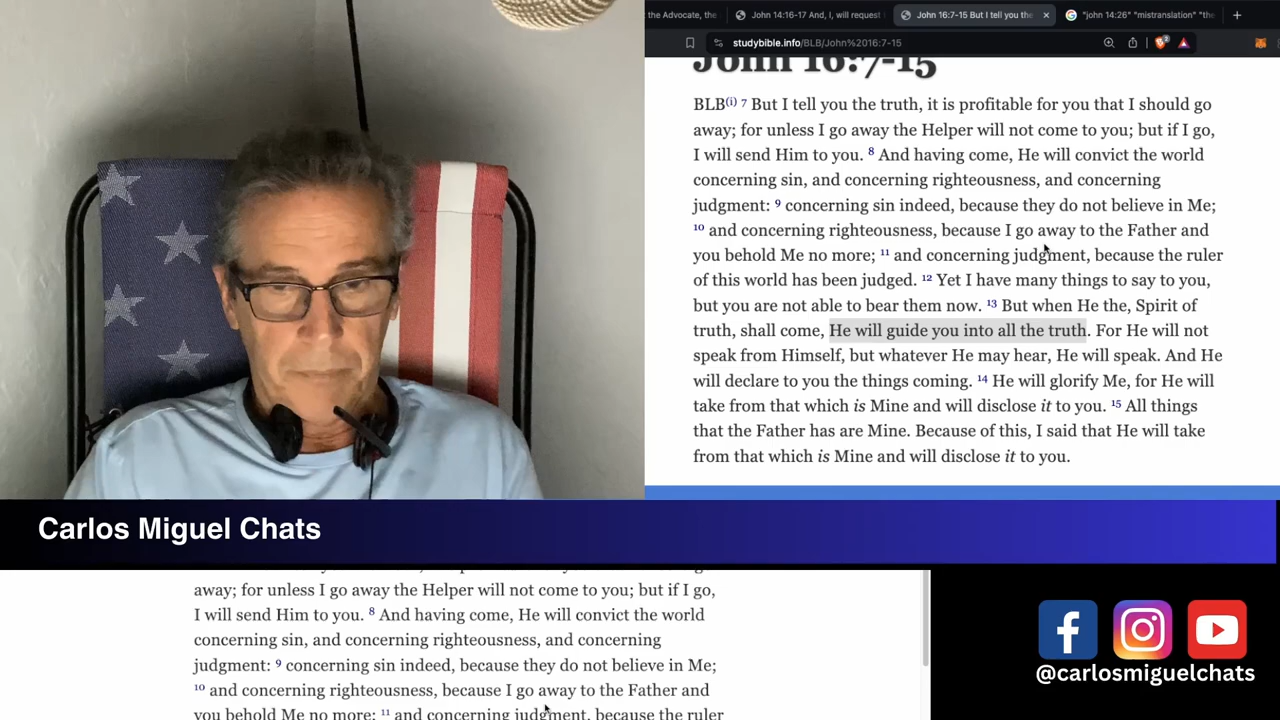 the Advocate, the
John 14:16-17 And, I, will request
John 16:7-15 But I tell you the
"john 14:26" "mistranslation" "the
studybible.info/BLB/John%2016:7-15
2
John 16:7-15
BLB(i) 7 But I tell you the truth, it is profitable for you that I should go
away; for unless I go away the Helper will not come to you; but if I go,
I will send Him to you. 8 And having come, He will convict the world
concerning sin, and concerning righteousness, and concerning
judgment: 9 concerning sin indeed, because they do not believe in Me;
10 and concerning righteousness, because I go away to the Father and
you behold Me no more; 11 and concerning judgment, because the ruler
of this world has been judged. 12 Yet I have many things to say to you,
but you are not able to bear them now. 13 But when He the, Spirit of
truth, shall come, He will guide you into all the truth. For He will not
speak from Himself, but whatever He may hear, He will speak. And He
will declare to you the things coming. 14 He will glorify Me, for He will
take from that which is Mine and will disclose it to you. 15 All things
that the Father has are Mine. Because of this, I said that He will take
from that which is Mine and will disclose it to you.
Carlos Miguel Chats
away; for unless I go away the Helper will not come to you; but if I go,
I will send Him to you. 8 And having come, He will convict the world
concerning sin, and concerning righteousness, and concerning
judgment: 9 concerning sin indeed, because they do not believe in Me;
10 and concerning righteousness, because I go away to the Father and
you behold Me no more; 11 and concerning judgment, because the ruler
@carlosmiguelchats